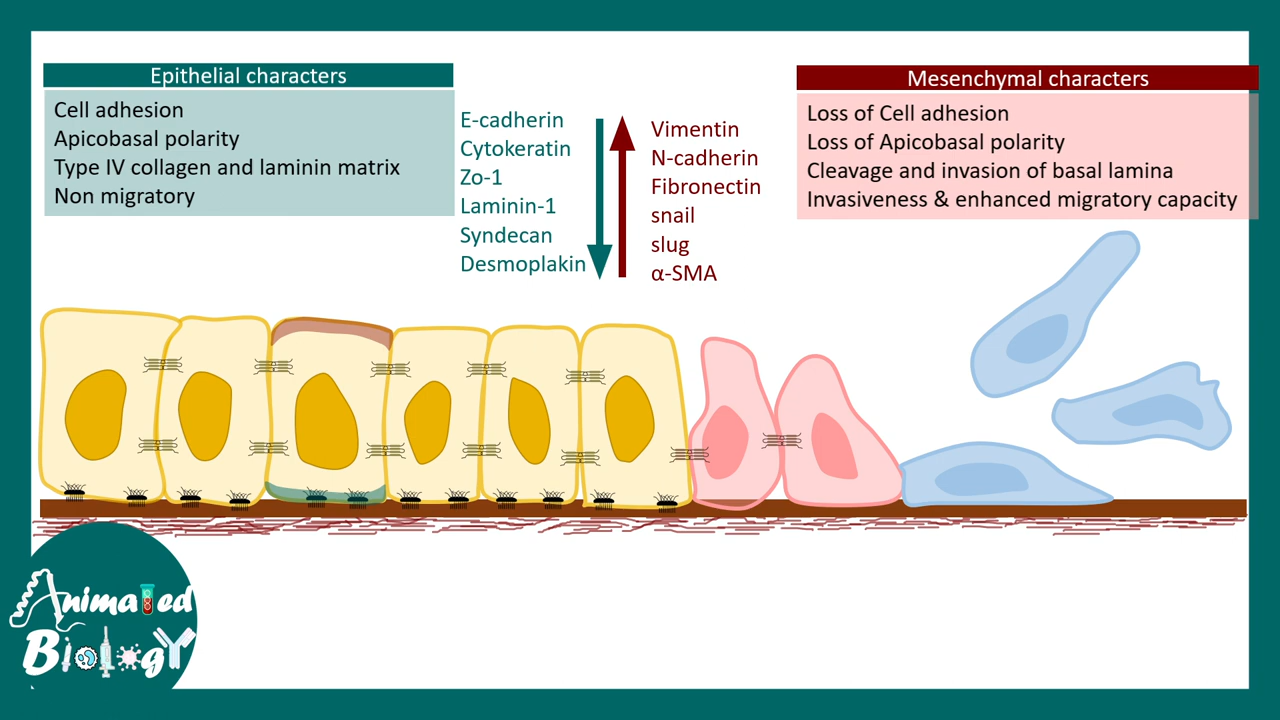 Epithelial characters
Cell adhesion
Apicobasal polarity
Type IV collagen and laminin matrix
Non migratory
E-cadherin
Cytokeratin
Zo-1
Laminin-1
Syndecan
Desmoplakin
Vimentin
N-cadherin
Fibronectin
snail
slug
α-SMA
Mesenchymal characters
Loss of Cell adhesion
Loss of Apicobasal polarity
Cleavage and invasion of basal lamina
Invasiveness & enhanced migratory capacity
Animated
Biology